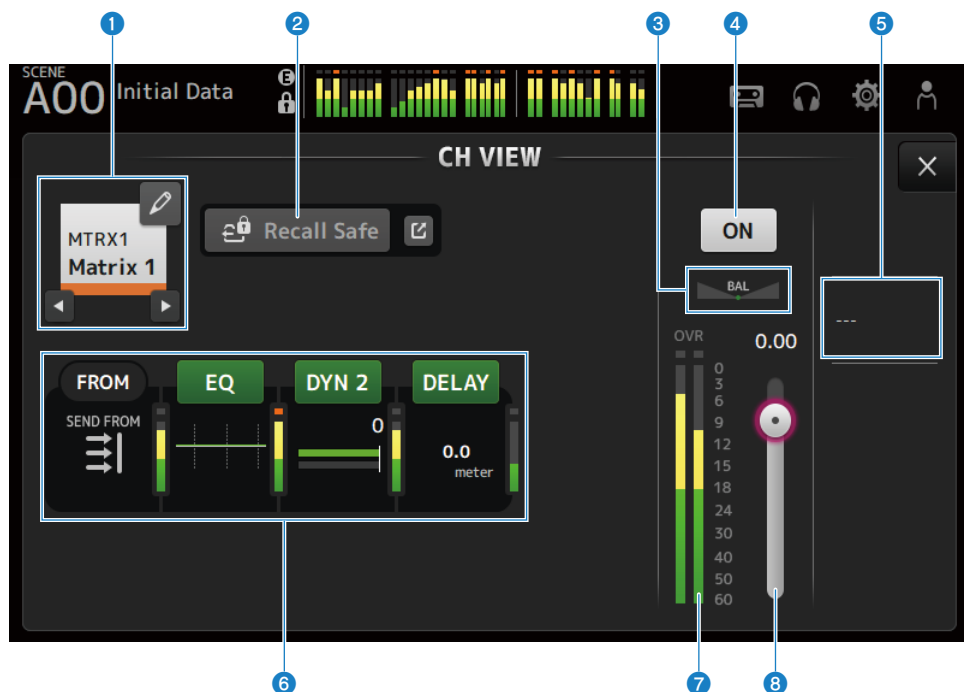 1 2 3 4 5
SCENE
A00 Initial Data E
CH VIEW
MTRX1
Matrix 1
Recall Safe
ON
BAL
---
OVR 0.00
0
3
6
9
12
15
18
24
30
40
50
60
FROM EQ DYN 2 DELAY
SEND FROM
0
0.0
meter
6 7 8